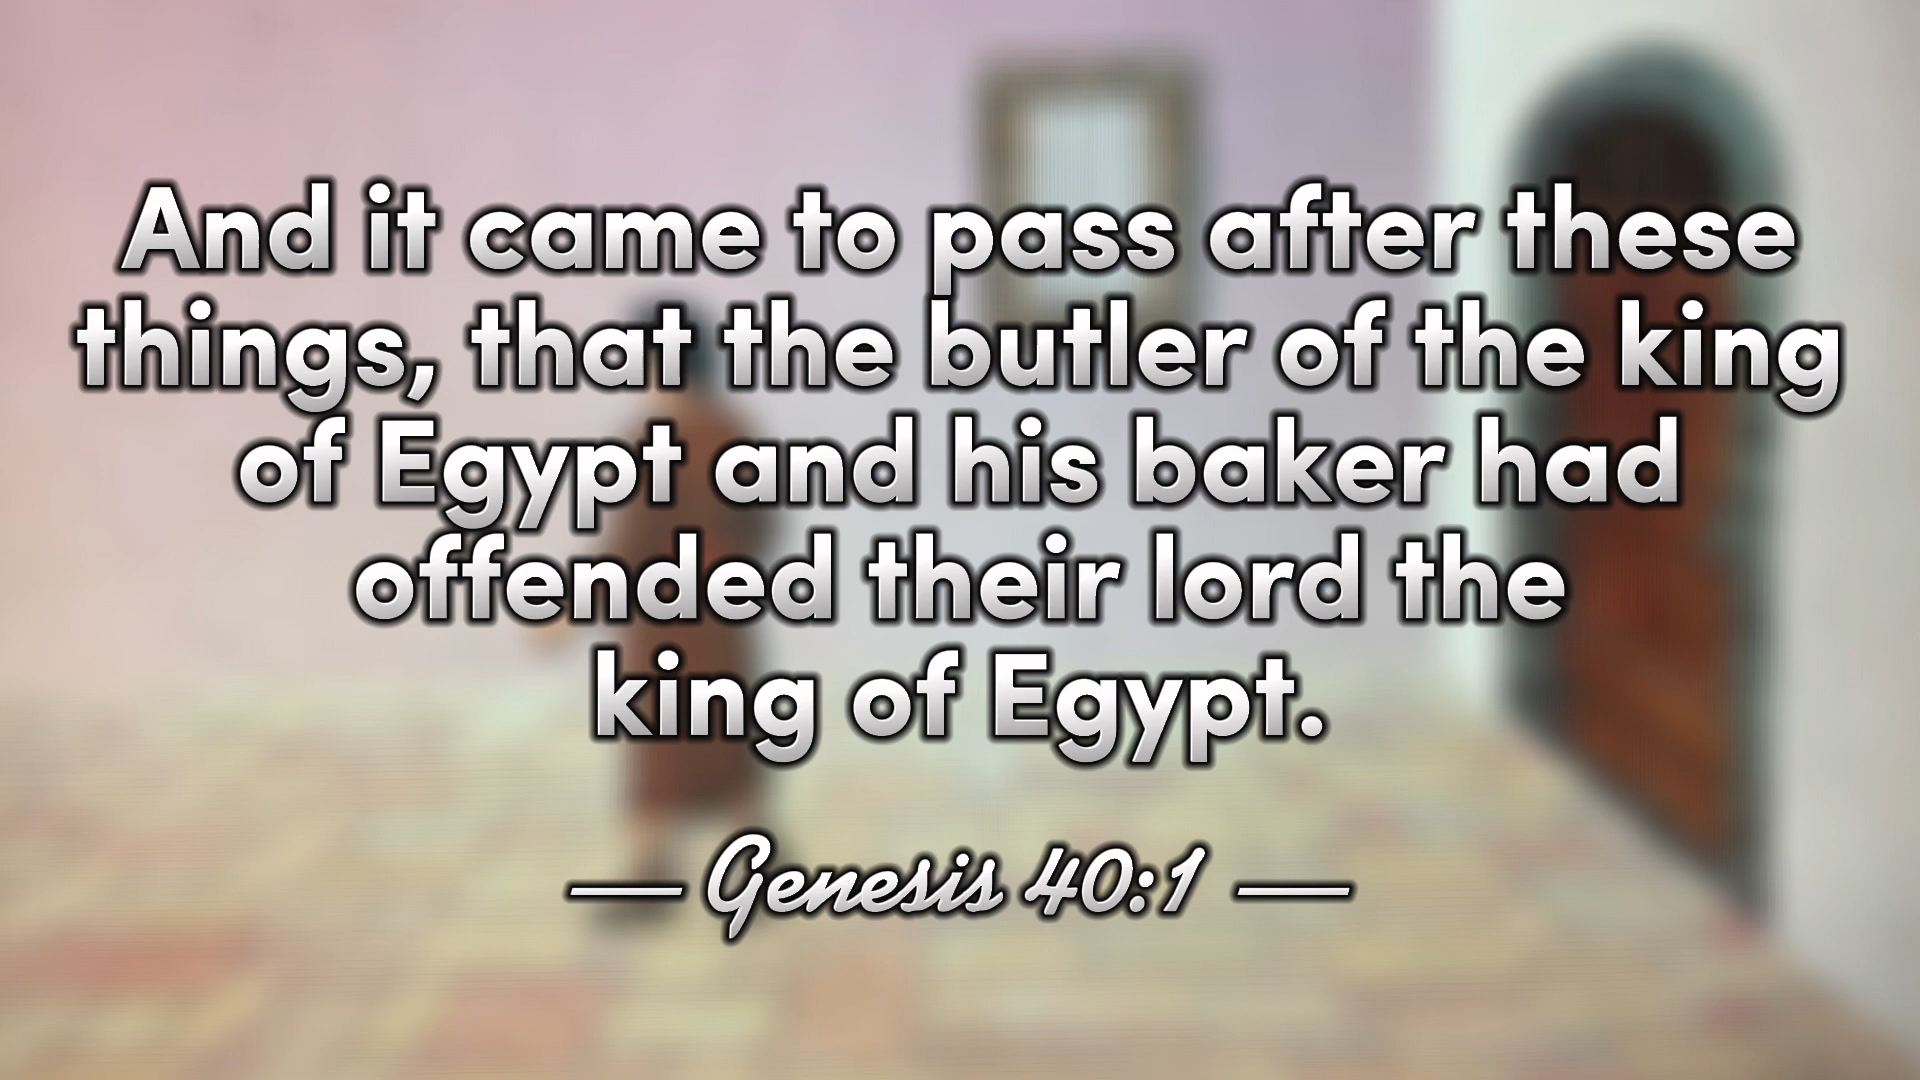 And it came to pass after these
things, that the butler of the king
of Egypt and his baker had
offended their lord the
king of Egypt.
— Genesis 40:1 —